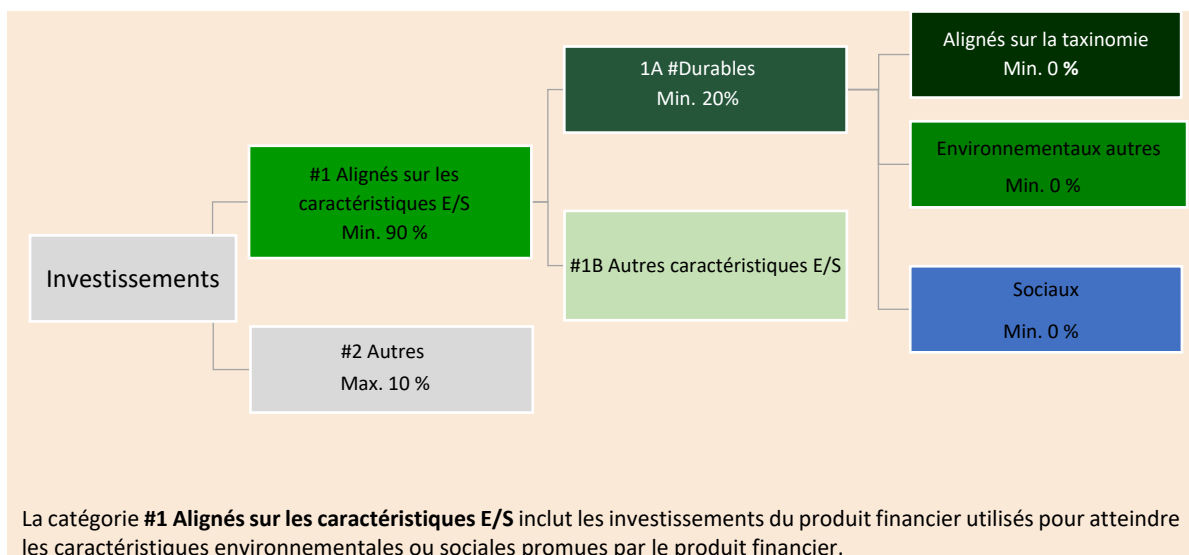 Investissements
#1 Alignés sur les
caractéristiques E/S
Min. 90 %
#2 Autres
Max. 10 %
1A #Durables
Min. 20%
#1B Autres caractéristiques E/S
Alignés sur la taxinomie
Min. 0 %
Environnementaux autres
Min. 0 %
Sociaux
Min. 0 %
La catégorie #1 Alignés sur les caractéristiques E/S inclut les investissements du produit financier utilisés pour atteindre
les caractéristiques environnementales ou sociales promues par le produit financier.